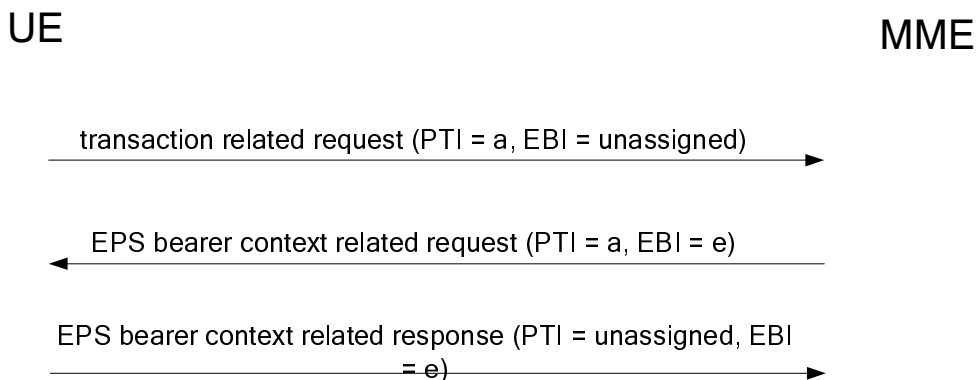 UE
MME
transaction related request (PTI = a, EBI = unassigned)
EPS bearer context related request (PTI = a, EBI = e)
EPS bearer context related response (PTI = unassigned, EBI
= e)